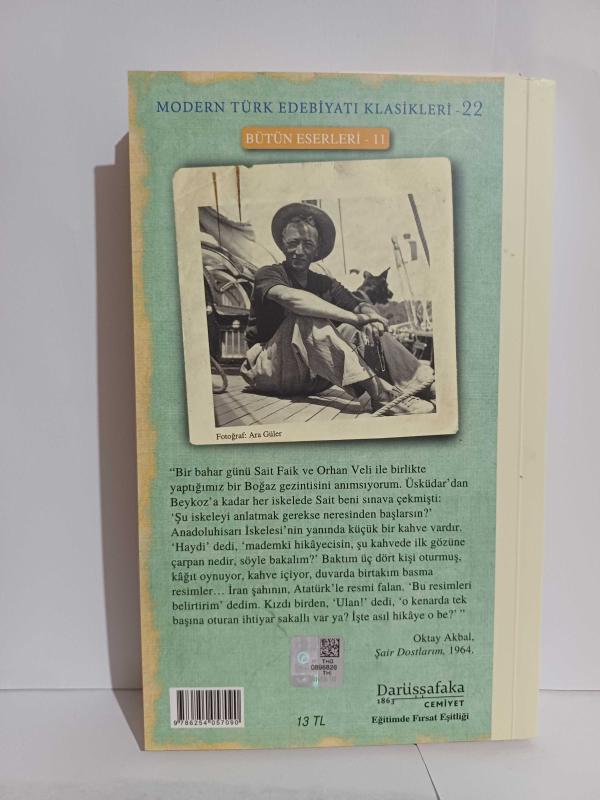 MODERN TÜRK EDEBİYATI KLASİKLERİ - 22
BÜTÜN ESERLERİ - 11
Fotoğraf: Ara Güler
“Bir bahar günü Sait Faik ve Orhan Veli ile birlikte
yaptığımız bir Boğaz gezintisini anımsıyorum. Üsküdar’dan
Beykoz’a kadar her iskelede Sait beni sınava çekmişti:
‘Şu iskeleyi anlatmak gerekse neresinden başlarsın?’
Anadoluhisarı İskelesi’nin yanında küçük bir kahve vardır.
‘Haydi’ dedi, ‘mademki hikâyecisin, şu kahvede ilk gözüne
çarpan nedir, söyle bakalım?’ Baktım üç dört kişi oturmuş,
kâğıt oynuyor, kahve içiyor, duvarda birtakım basma
resimler… İran şahının, Atatürk’le resmi falan. ‘Bu resimleri
belirtirim’ dedim. Kızdı birden, ‘Ulan!’ dedi, ‘o kenarda tek
başına oturan ihtiyar sakallı var ya? İşte asıl hikâye o be?’ ”
Oktay Akbal,
Şair Dostlarım, 1964.
THG
0896826
TH
Darüşşafaka
1863 CEMİYET
Eğitimde Fırsat Eşitliği
9 786254 057090
13 TL